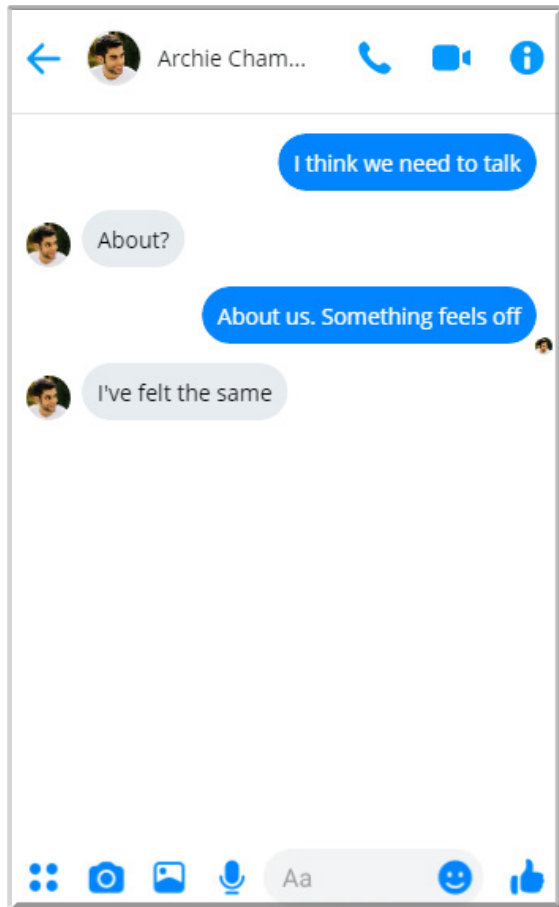 Archie Cham...
I think we need to talk
About?
About us. Something feels off
I've felt the same
Aa